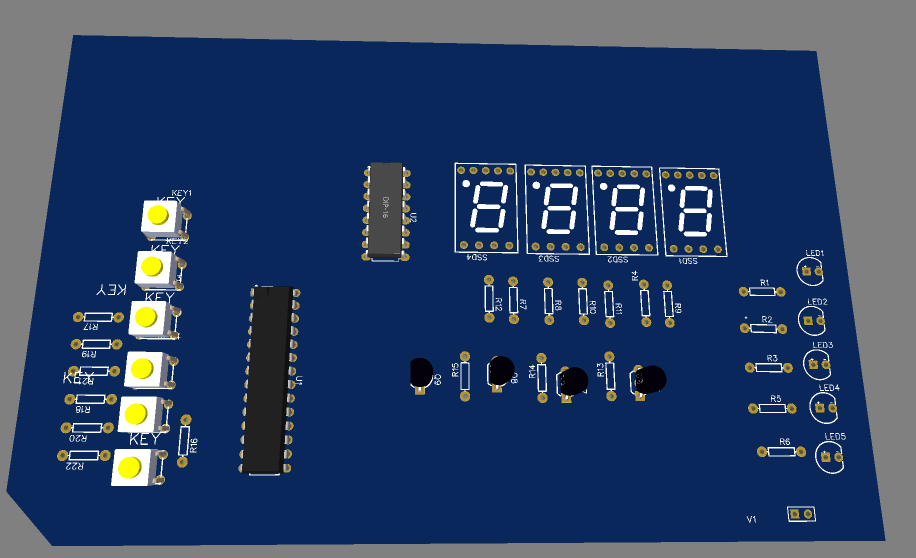 KEY1
KEY
KEY2
KEY
KEY
KEY
R17
R19
R18
KEY
R20
KEY
R22
R16
U1
DIP-16
U2
SSD4
SSD3
SSD2
SSD1
R12
R7
R8
R10
R11
R4
R9
Q9
R15
Q8
R14
R13
LED1
R1
LED2
R2
LED3
R3
LED4
R5
LED5
R6
V1